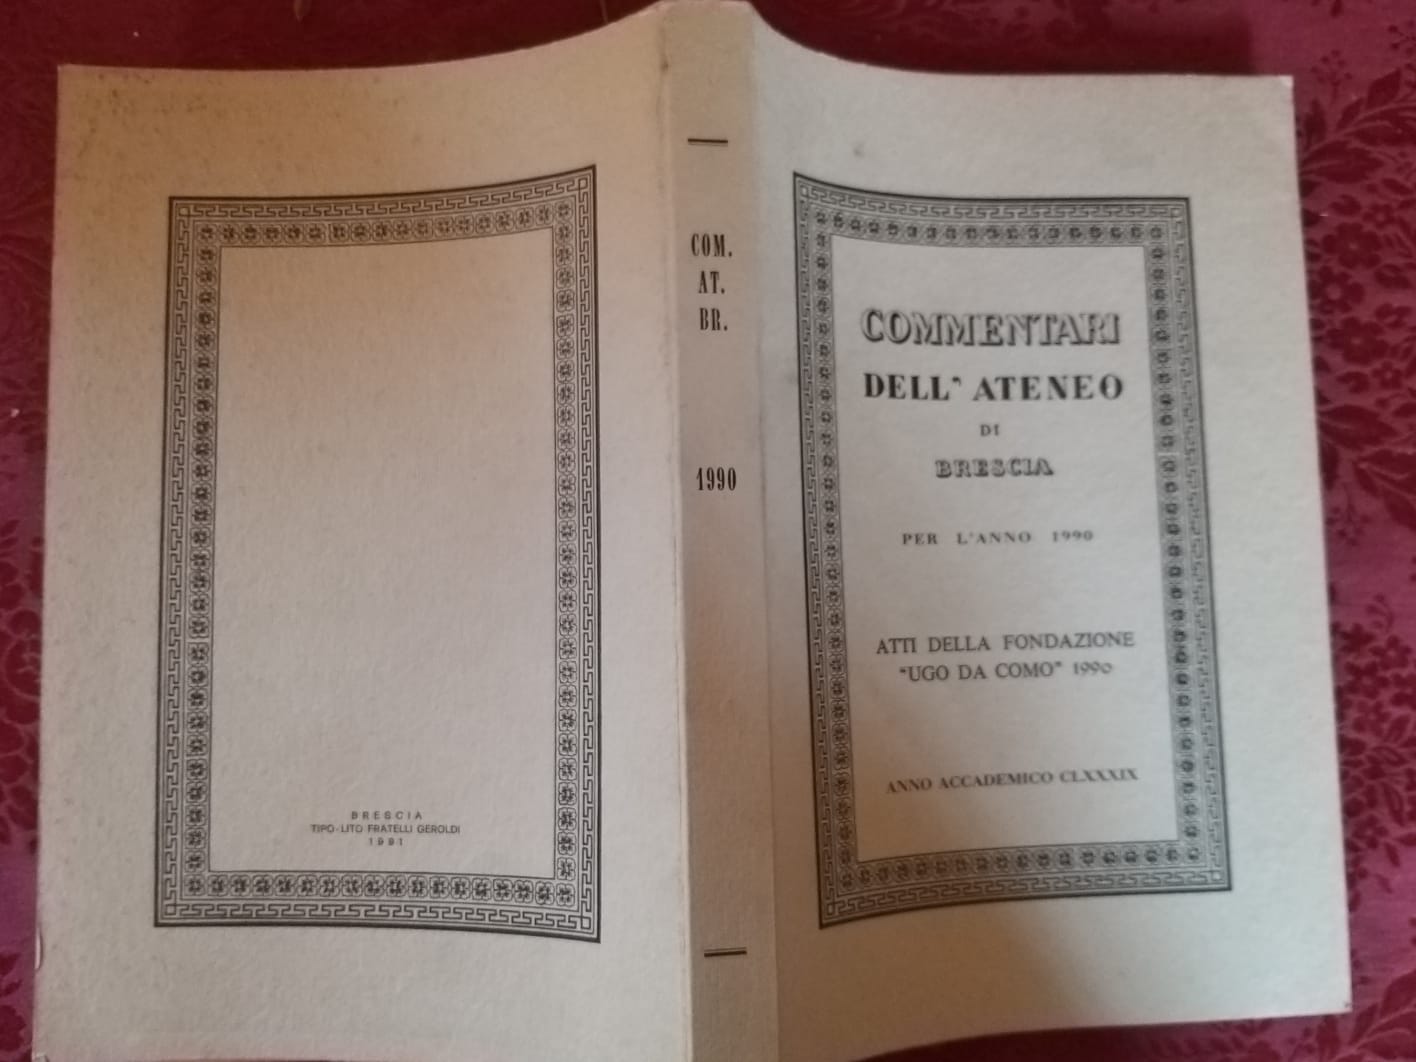 BRESCIA
TIPO-LITO FRATELLI GEROLDI
1991
COM.
AT.
BR.
1990
COMMENTARI
DELL' ATENEO
DI
BRESCIA
PER L'ANNO 1990
ATTI DELLA FONDAZIONE
"UGO DA COMO" 1990
ANNO ACCADEMICO CLXXXIX